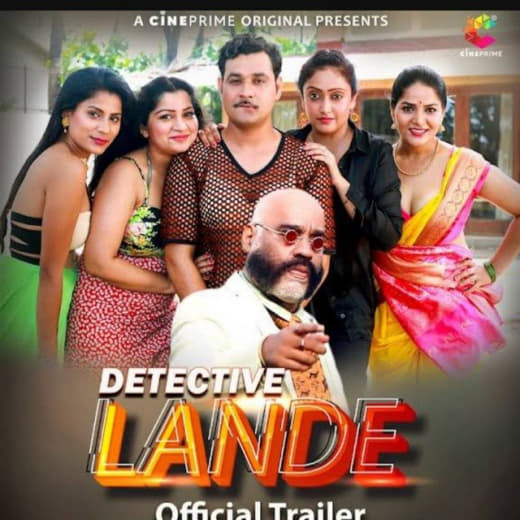 A CINEPRIME ORIGINAL PRESENTS
CINEPRIME
DETECTIVE
LANDE
Official Trailer